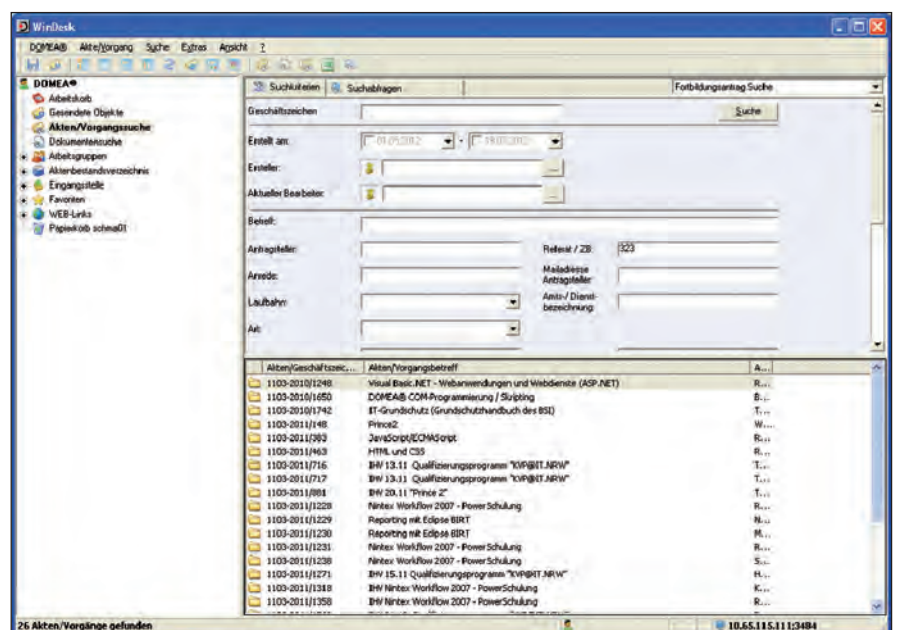 WinDesk
DOMEA® Akte/Vorgang Suche Extras Ansicht ?
DOMEA®
Arbeitskorb
Gesendete Objekte
Akten/Vorgangssuche
Dokumentensuche
Arbeitsgruppen
Aktenbestandsverzeichnis
Eingangsstelle
Favoriten
WEB-Links
Papierkorb schma01
Suchkriterien Suchabfragen Fortbildungsantrag Suche
Geschäftszeichen Suche
Erstellt am: 01.05.2012 -
Ersteller: ...
Aktueller Bearbeiter: ...
Betreff:
Antragsteller: Referat / ZB: 323
Anrede: Mailadresse Antragsteller:
Laufbahn: Amts-/ Dienst-bezeichnung:
Art:
Akten/Geschäftszeic... Akten/Vorgangsbetreff A...
1103-2010/1248 Visual Basic.NET - Webanwendungen und Webdienste (ASP.NET) R...
1103-2010/1650 DOMEA® COM-Programmierung / Skripting B...
1103-2010/1742 IT-Grundschutz (Grundschutzhandbuch des BSI) T...
1103-2011/148 Prince2 W...
1103-2011/383 JavaScript/ECMAScript R...
1103-2011/463 HTML und CSS R...
1103-2011/716 IHV 13.11 Qualifizierungsprogramm "KVP@IT.NRW" T...
1103-2011/717 IHV 13.11 Qualifizierungsprogramm "KVP@IT.NRW" T...
1103-2011/881 IHV 20.11 "Prince 2" T...
1103-2011/1228 Nintex Workflow 2007 - PowerSchulung R...
1103-2011/1229 Reporting mit Eclipse BIRT N...
1103-2011/1230 Reporting mit Eclipse BIRT M...
1103-2011/1231 Nintex Workflow 2007 - PowerSchulung R...
1103-2011/1238 Nintex Workflow 2007 - PowerSchulung S...
1103-2011/1271 IHV 15.11 Qualifizierungsprogramm "KVP@IT.NRW" H...
1103-2011/1318 IHV Nintex Workflow 2007 - PowerSchulung K...
1103-2011/1358 IHV Nintex Workflow 2007 - PowerSchulung R...
26 Akten/Vorgänge gefunden 10.65.115.111:3484